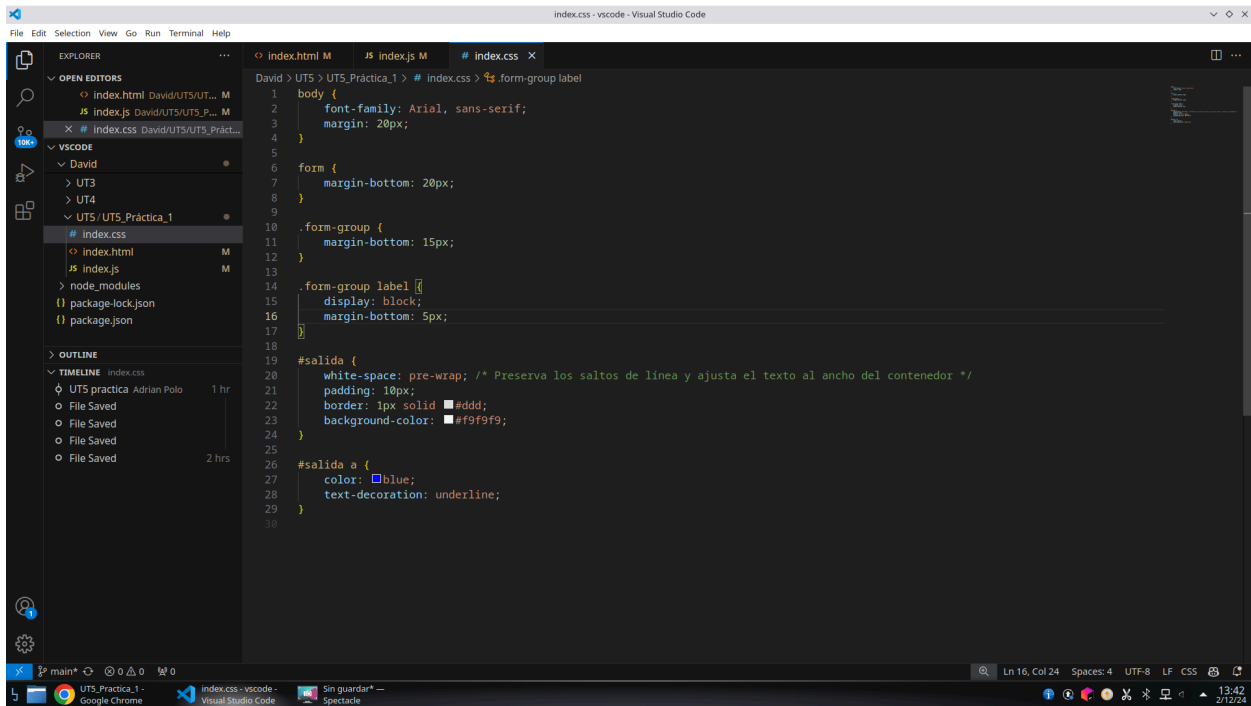 index.css - vscode - Visual Studio Code
File Edit Selection View Go Run Terminal Help
EXPLORER ···
OPEN EDITORS
<> index.html David/UT5/UT... M
JS index.js David/UT5/UT5_P... M
# index.css David/UT5/UT5_Práct...
VSCODE
David
UT3
UT4
UT5/UT5_Práctica_1
# index.css
<> index.html M
JS index.js M
node_modules
{} package-lock.json
{} package.json
OUTLINE
TIMELINE index.css
UT5 practica Adrian Polo 1 hr
File Saved
File Saved
File Saved
File Saved 2 hrs
10K+
1
<> index.html M JS index.js M # index.css
David > UT5 > UT5_Práctica_1 > # index.css > .form-group label
1 body {
2 font-family: Arial, sans-serif;
3 margin: 20px;
4 }
5
6 form {
7 margin-bottom: 20px;
8 }
9
10 .form-group {
11 margin-bottom: 15px;
12 }
13
14 .form-group label {
15 display: block;
16 margin-bottom: 5px;
17 }
18
19 #salida {
20 white-space: pre-wrap; /* Preserva los saltos de línea y ajusta el texto al ancho del contenedor */
21 padding: 10px;
22 border: 1px solid #ddd;
23 background-color: #f9f9f9;
24 }
25
26 #salida a {
27 color: blue;
28 text-decoration: underline;
29 }
30
main* 0 0 0 Ln 16, Col 24 Spaces: 4 UTF-8 LF CSS
UT5_Practica_1 -
Google Chrome
index.css - vscode -
Visual Studio Code
Sin guardar* —
Spectacle
13:42
2/12/24